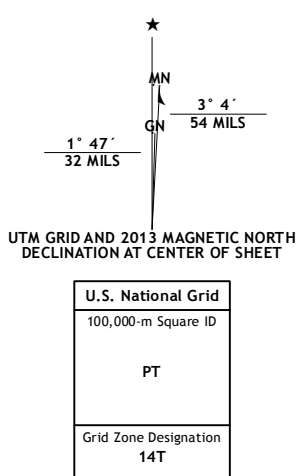 ★
MN
3° 4´
GN
54 MILS
1° 47´
32 MILS
UTM GRID AND 2013 MAGNETIC NORTH
DECLINATION AT CENTER OF SHEET
U.S. National Grid
100,000-m Square ID
PT
Grid Zone Designation
14T